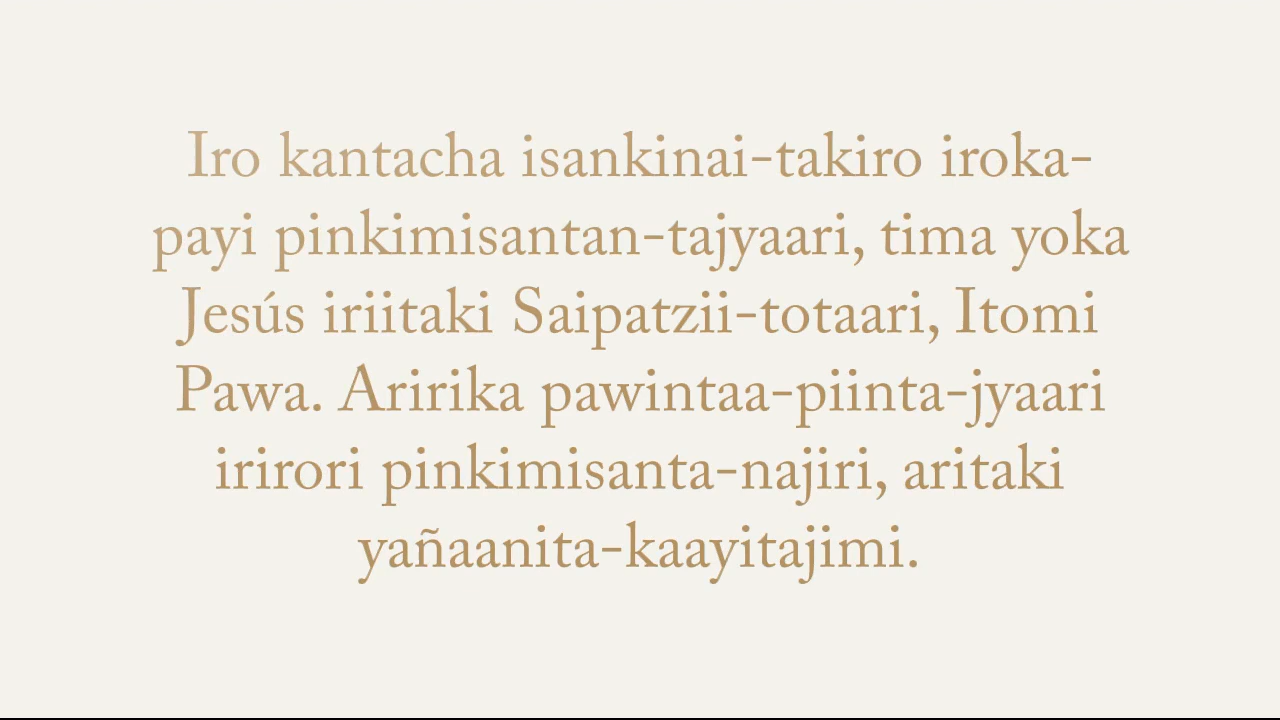 Iro kantacha isankinai-takiro iroka-
payi pinkimisantan-tajyaari, tima yoka
Jesús iriitaki Saipatzii-totaari, Itomi
Pawa. Aririka pawintaa-piinta-jyaari
irirori pinkimisanta-najiri, aritaki
yañaanita-kaayitajimi.